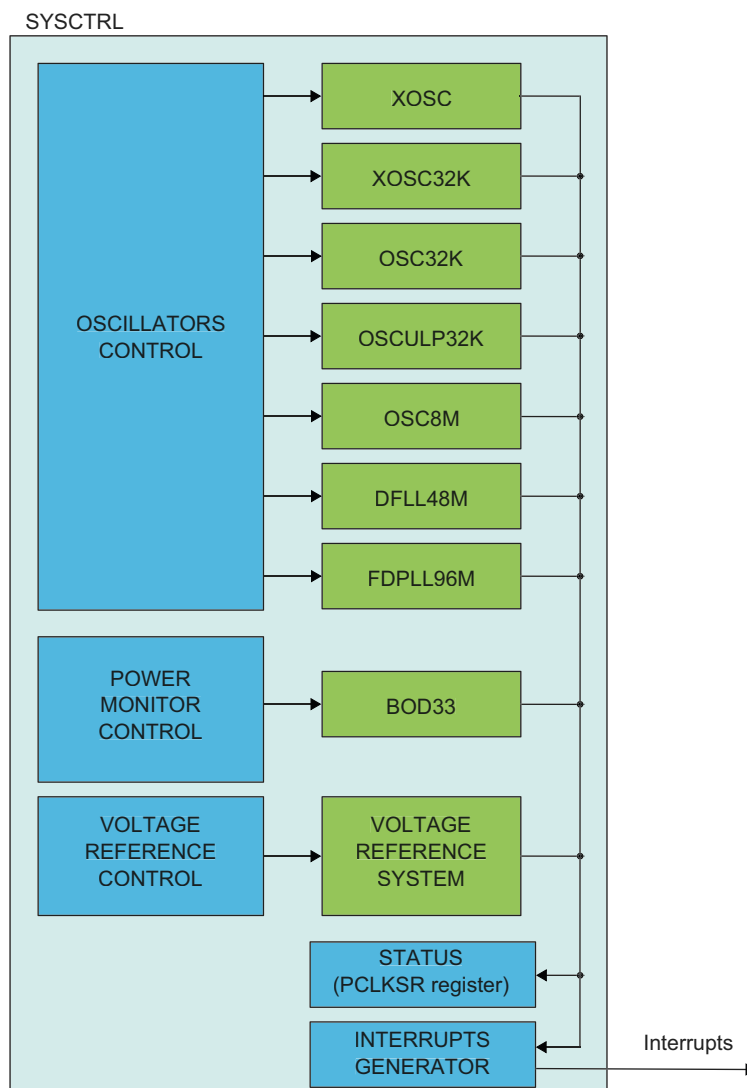 SYSCTRL
OSCILLATORS
CONTROL
XOSC
XOSC32K
OSC32K
OSCULP32K
OSC8M
DFLL48M
FDPLL96M
POWER
MONITOR
CONTROL
BOD33
VOLTAGE
REFERENCE
CONTROL
VOLTAGE
REFERENCE
SYSTEM
STATUS
(PCLKSR register)
INTERRUPTS
GENERATOR
Interrupts